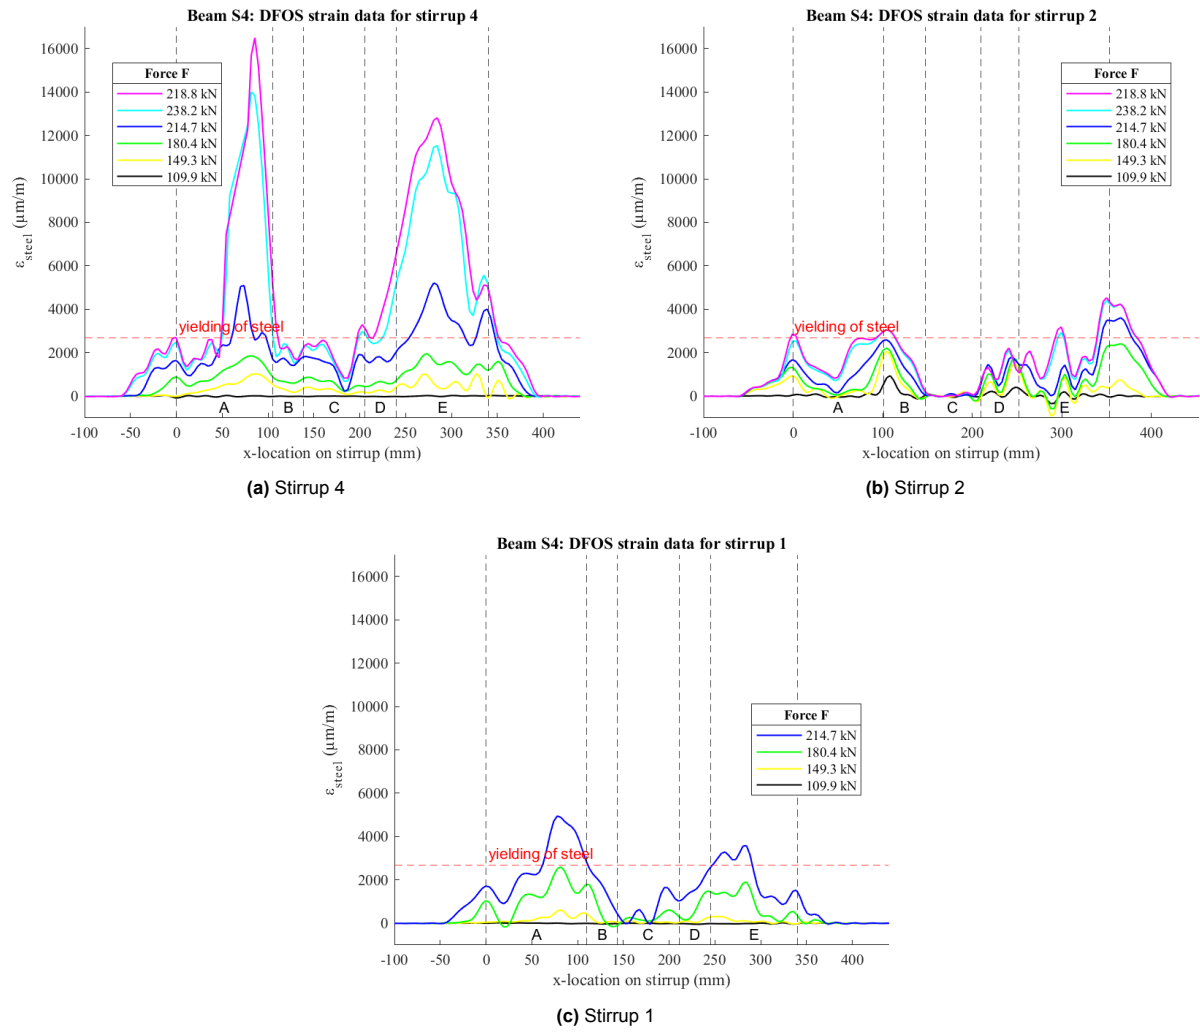 Beam S4: DFOS strain data for stirrup 4
16000
14000
12000
10000
8000
6000
4000
2000
0
ε_steel (μm/m)
Force F
218.8 kN
238.2 kN
214.7 kN
180.4 kN
149.3 kN
109.9 kN
yielding of steel
A B C D E
-100 -50 0 50 100 150 200 250 300 350 400
x-location on stirrup (mm)
(a) Stirrup 4
Beam S4: DFOS strain data for stirrup 2
16000
14000
12000
10000
8000
6000
4000
2000
0
ε_steel (μm/m)
Force F
218.8 kN
238.2 kN
214.7 kN
180.4 kN
149.3 kN
109.9 kN
yielding of steel
A B C D E
-100 0 100 200 300 400
x-location on stirrup (mm)
(b) Stirrup 2
Beam S4: DFOS strain data for stirrup 1
16000
14000
12000
10000
8000
6000
4000
2000
0
ε_steel (μm/m)
Force F
214.7 kN
180.4 kN
149.3 kN
109.9 kN
yielding of steel
A B C D E
-100 -50 0 50 100 150 200 250 300 350 400
x-location on stirrup (mm)
(c) Stirrup 1